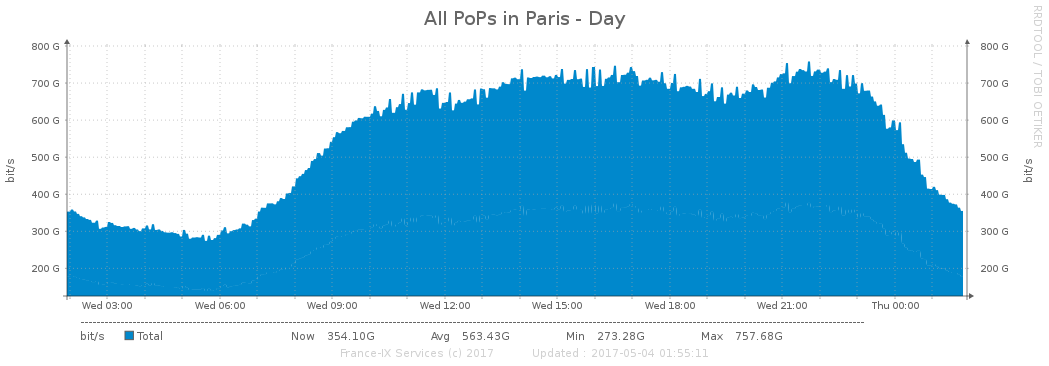 All PoPs in Paris - Day
RRDTOOL / TOBI OETIKER
bit/s
bit/s
800 G 800 G
700 G 700 G
600 G 600 G
500 G 500 G
400 G 400 G
300 G 300 G
200 G 200 G
Wed 03:00 Wed 06:00 Wed 09:00 Wed 12:00 Wed 15:00 Wed 18:00 Wed 21:00 Thu 00:00
bit/s Total Now 354.10G Avg 563.43G Min 273.28G Max 757.68G
France-IX Services (c) 2017 Updated : 2017-05-04 01:55:11